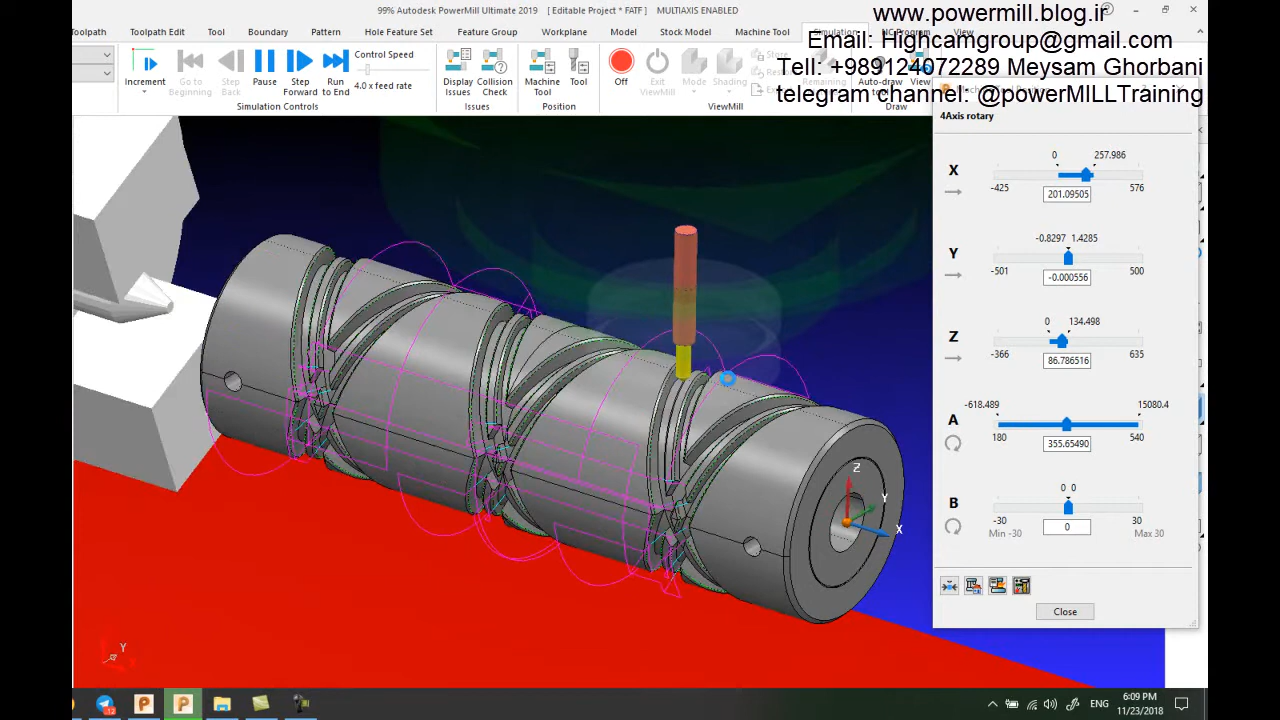 99% Autodesk PowerMill Ultimate 2019 [ Editable Project * FATF ] MULTIAXIS ENABLED
www.powermill.blog.ir
Email: Highcamgroup@gmail.com
Tell: +989124072289 Meysam Ghorbani
telegram channel: @powerMILLTraining
Toolpath Toolpath Edit Tool Boundary Pattern Hole Feature Set Feature Group Workplane Model Stock Model Machine Tool Simulation NC Program View
Control Speed
4.0 x feed rate
Increment
Go to Beginning
Step Back
Pause
Step Forward
Run to End
Display Issues
Collision Check
Machine Tool
Tool
Off
Exit ViewMill
Mode
Shading
Remaining
Auto-draw
View
Simulation Controls
Issues
Position
ViewMill
Draw
4Axis rotary
0 257.986
X
-425 576
201.09505
-0.8297 1.4285
Y
-501 500
-0.000556
0 134.498
Z
-366 635
86.786516
-618.489 15080.4
A
180 540
355.65490
0 0
B
-30 30
Min -30 Max 30
0
Close
Z
Y
X
Y
X
ENG
6:09 PM
11/23/2018